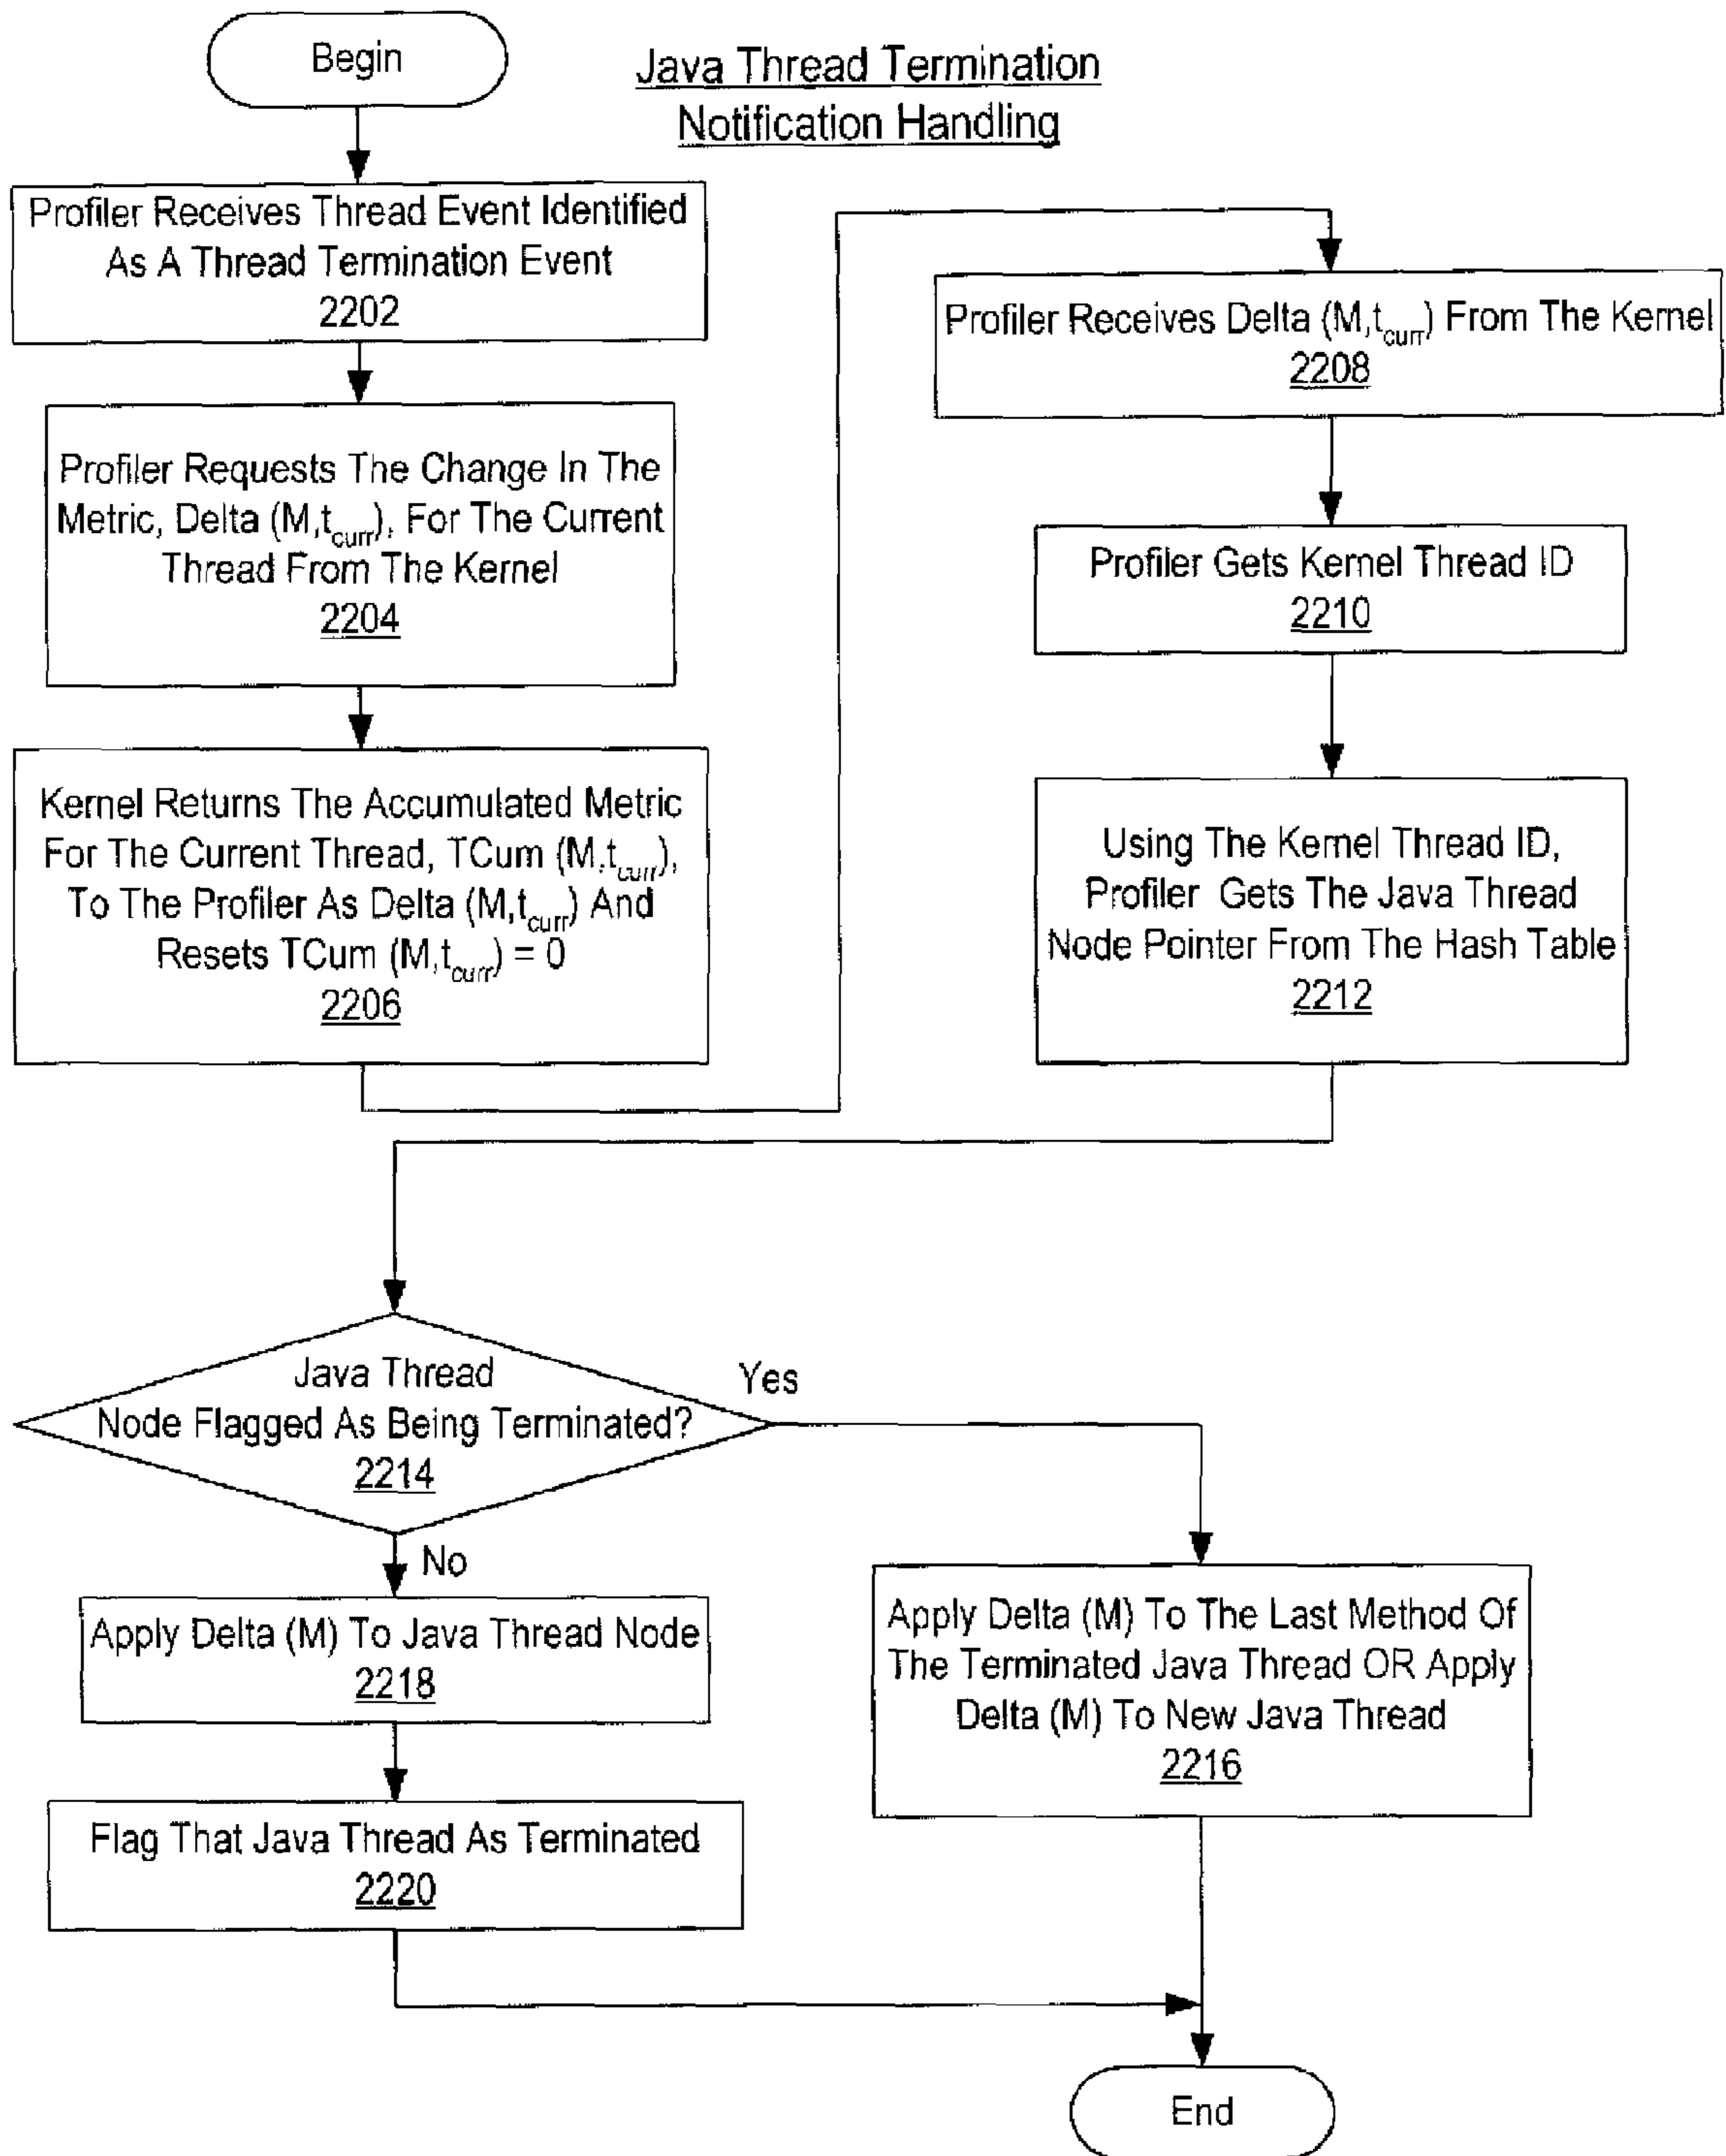 Begin
Java Thread Termination
Notification Handling
Profiler Receives Thread Event Identified
As A Thread Termination Event
2202
Profiler Requests The Change In The
Metric, Delta (M,tcurr), For The Current
Thread From The Kernel
2204
Kernel Returns The Accumulated Metric
For The Current Thread, TCum (M,tcurr),
To The Profiler As Delta (M,tcurr) And
Resets TCum (M,tcurr) = 0
2206
Profiler Receives Delta (M,tcurr) From The Kernel
2208
Profiler Gets Kernel Thread ID
2210
Using The Kernel Thread ID,
Profiler Gets The Java Thread
Node Pointer From The Hash Table
2212
Java Thread
Node Flagged As Being Terminated?
2214
Yes
No
Apply Delta (M) To Java Thread Node
2218
Flag That Java Thread As Terminated
2220
Apply Delta (M) To The Last Method Of
The Terminated Java Thread OR Apply
Delta (M) To New Java Thread
2216
End